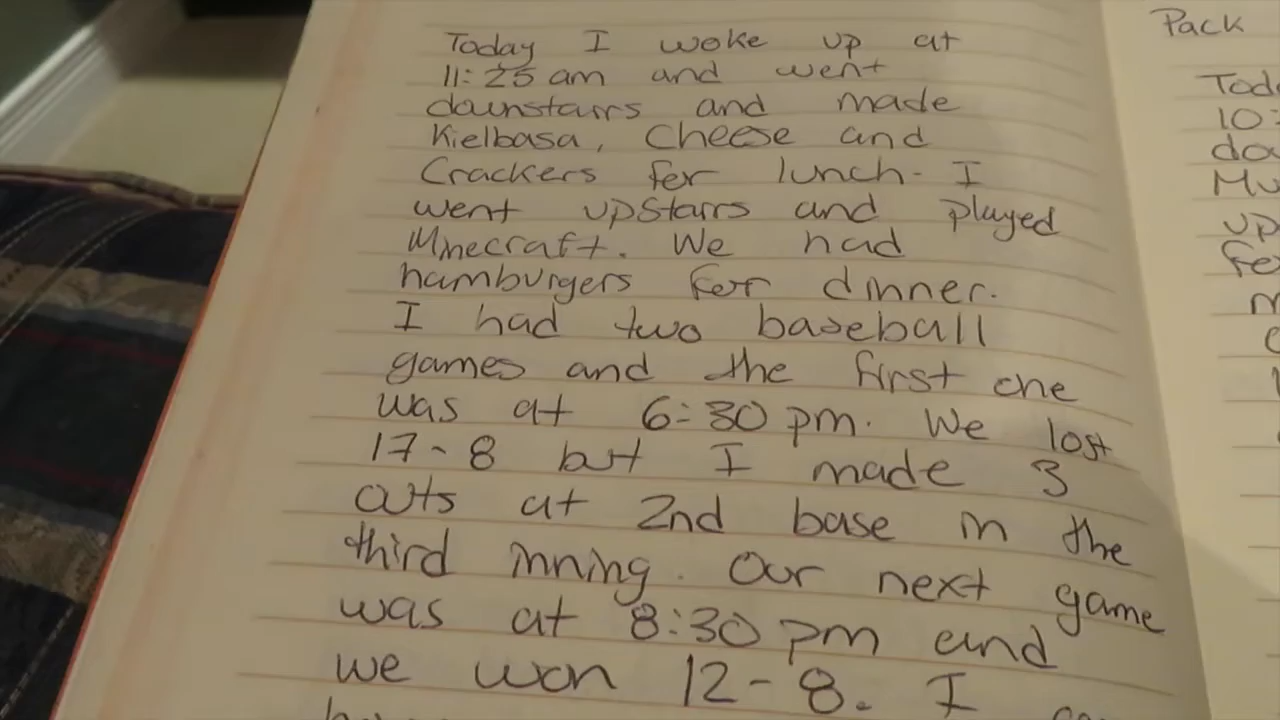 Today I woke up at
11:25 am and went
downstairs and made
Kielbasa, Cheese and
Crackers for lunch. I
went upstairs and played
Minecraft. We had
hamburgers for dinner.
I had two baseball
games and the first one
was at 6:30 pm. We lost
17-8 but I made 3
outs at 2nd base in the
third inning. Our next game
was at 8:30 pm and
we won 12-8. I
Pack
10:
up